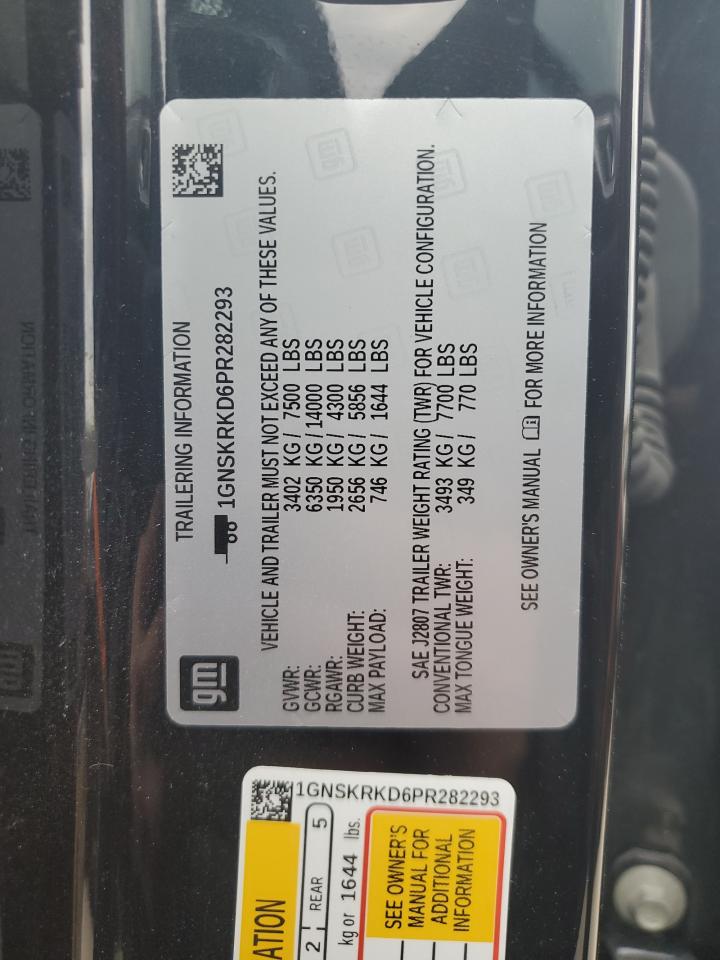 gm
TRAILERING INFORMATION
1GNSKRKD6PR282293
VEHICLE AND TRAILER MUST NOT EXCEED ANY OF THESE VALUES.
GVWR: 3402 KG / 7500 LBS
GCWR: 6350 KG / 14000 LBS
RGAWR: 1950 KG / 4300 LBS
CURB WEIGHT: 2656 KG / 5856 LBS
MAX PAYLOAD: 746 KG / 1644 LBS
SAE J2807 TRAILER WEIGHT RATING (TWR) FOR VEHICLE CONFIGURATION.
CONVENTIONAL TWR: 3493 KG / 7700 LBS
MAX TONGUE WEIGHT: 349 KG / 770 LBS
SEE OWNER'S MANUAL FOR MORE INFORMATION
ATION
1GNSKRKD6PR282293
2 REAR 5
kg or 1644 lbs.
SEE OWNER'S
MANUAL FOR
ADDITIONAL
INFORMATION